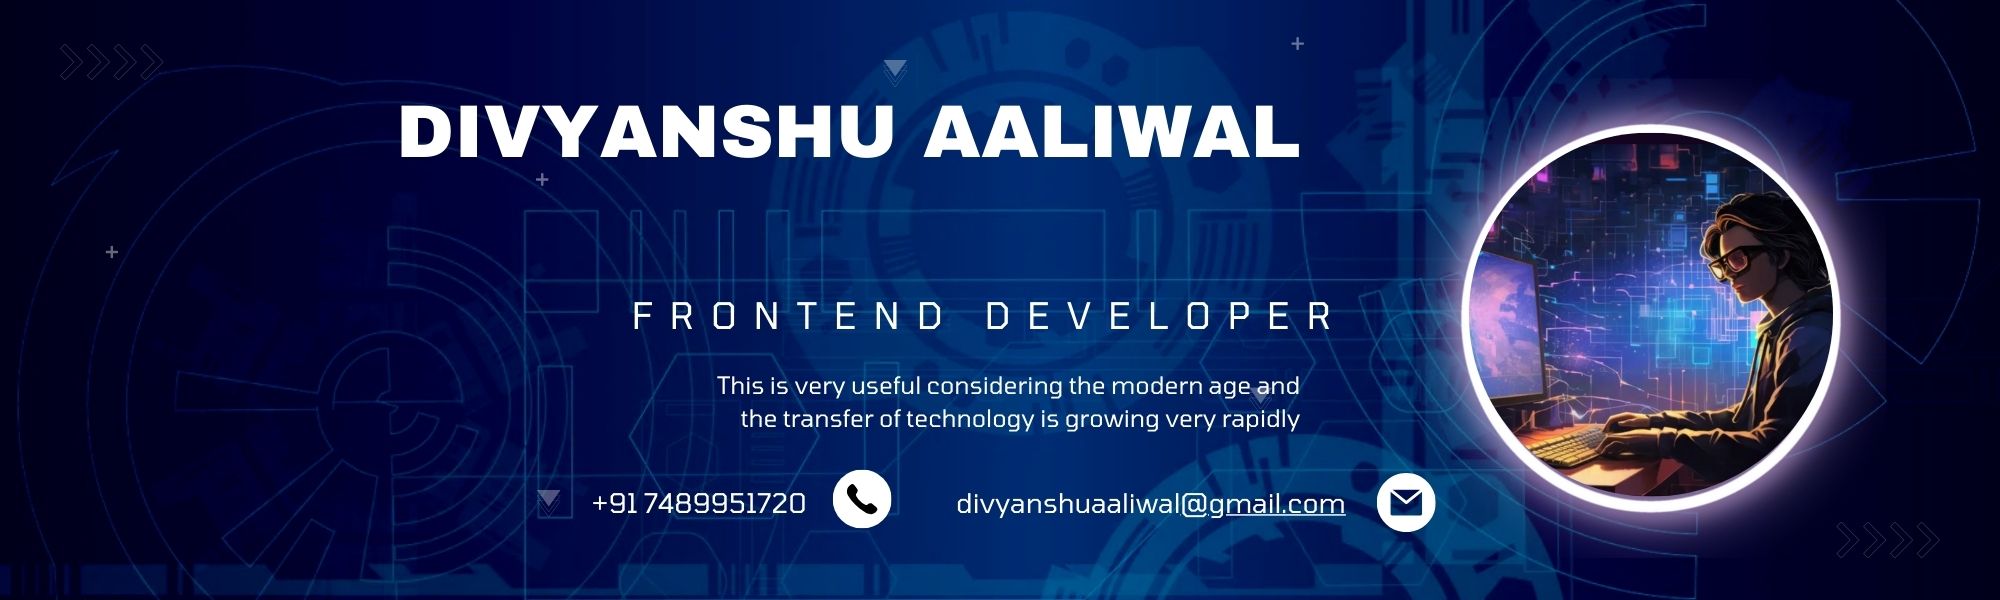 DIVYANSHU AALIWAL
FRONTEND DEVELOPER
This is very useful considering the modern age and
the transfer of technology is growing very rapidly
+91 7489951720
divyanshuaaliwal@gmail.com